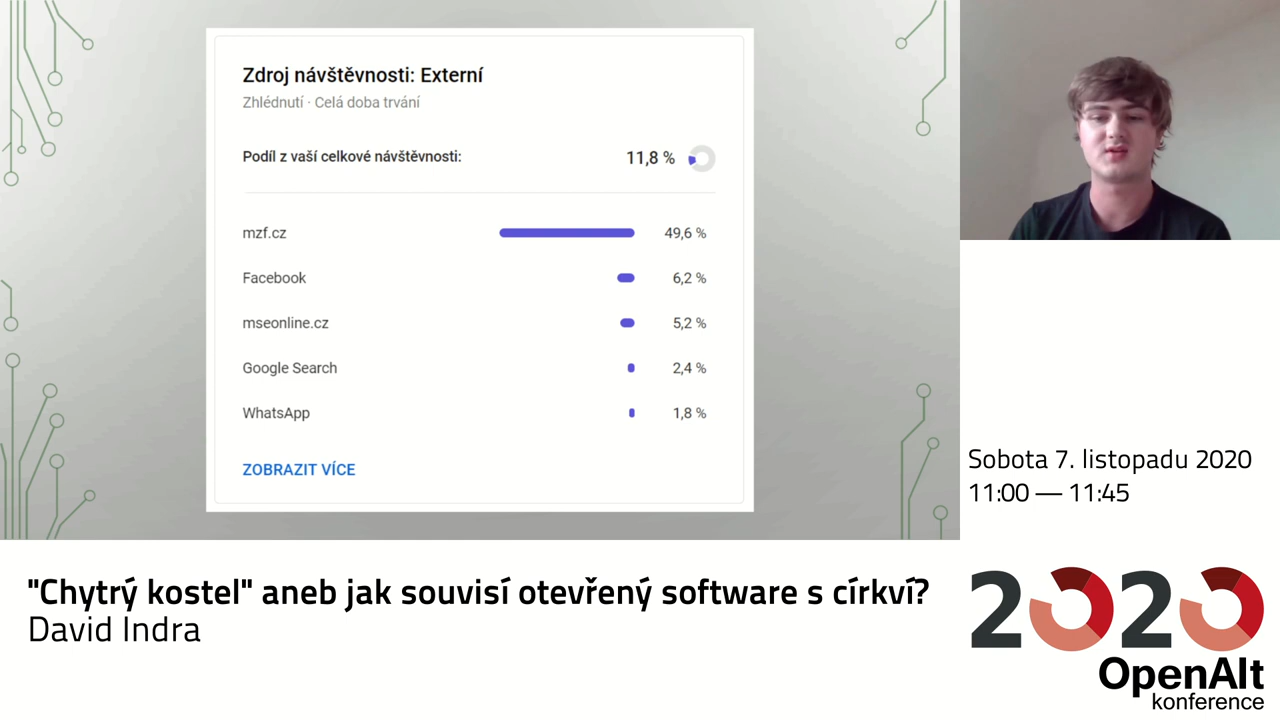 Zdroj návštěvnosti: Externí
Zhlédnutí · Celá doba trvání
Podíl z vaší celkové návštěvnosti: 11,8 %
mzf.cz 49,6 %
Facebook 6,2 %
mseonline.cz 5,2 %
Google Search 2,4 %
WhatsApp 1,8 %
ZOBRAZIT VÍCE
Sobota 7. listopadu 2020
11:00 — 11:45
"Chytrý kostel" aneb jak souvisí otevřený software s církví?
David Indra
2020
OpenAlt
konference